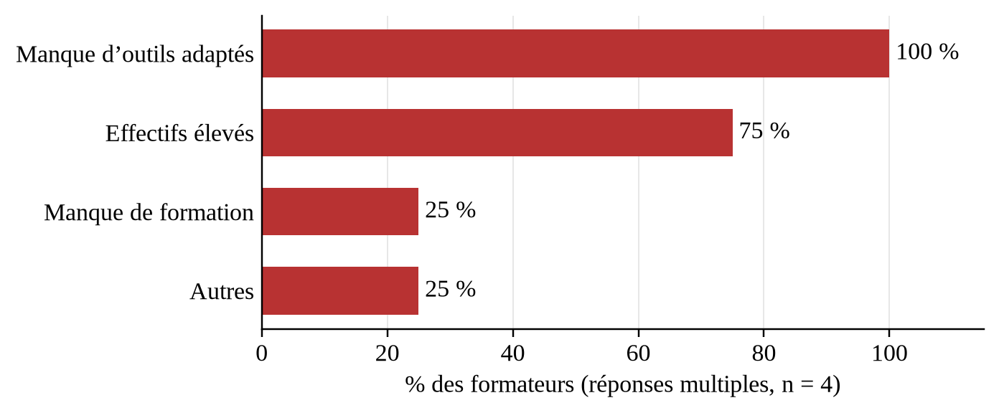 Manque d’outils adaptés 100 %
Effectifs élevés 75 %
Manque de formation 25 %
Autres 25 %
0 20 40 60 80 100
% des formateurs (réponses multiples, n = 4)